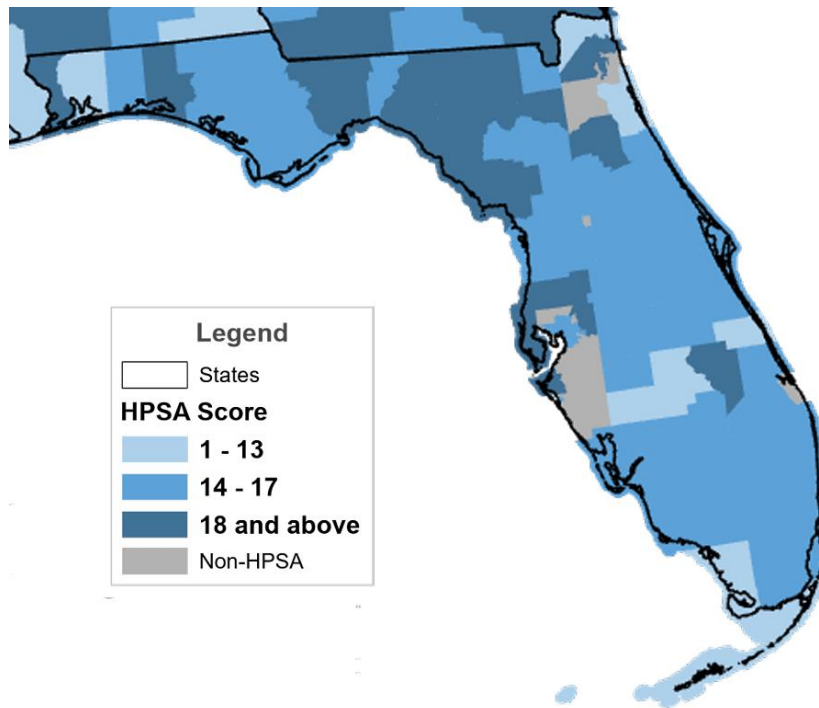 Legend
States
HPSA Score
1 - 13
14 - 17
18 and above
Non-HPSA